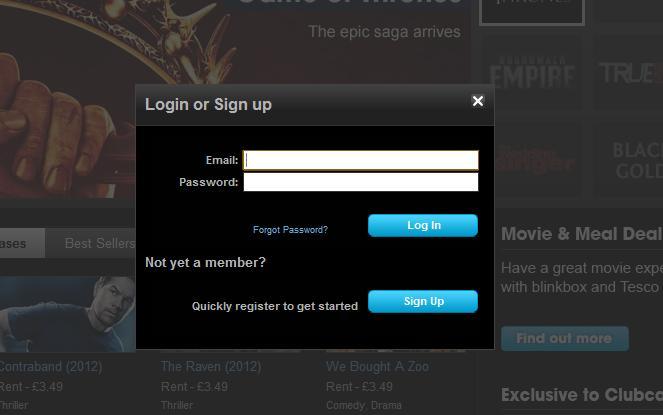 Game of Thrones
The epic saga arrives
EMPIRE
TRUE
BLACK
GOLD
Login or Sign up
Email:
Password:
Forgot Password?
Log In
Not yet a member?
Quickly register to get started
Sign Up
ases
Best Sellers
Contraband (2012)
Rent - £3.49
Thriller
The Raven (2012)
Rent - £3.49
Thriller
We Bought A Zoo
Rent - £3.49
Comedy, Drama
Movie & Meal Deal
Have a great movie expe
with blinkbox and Tesco
Find out more
Exclusive to Clubca